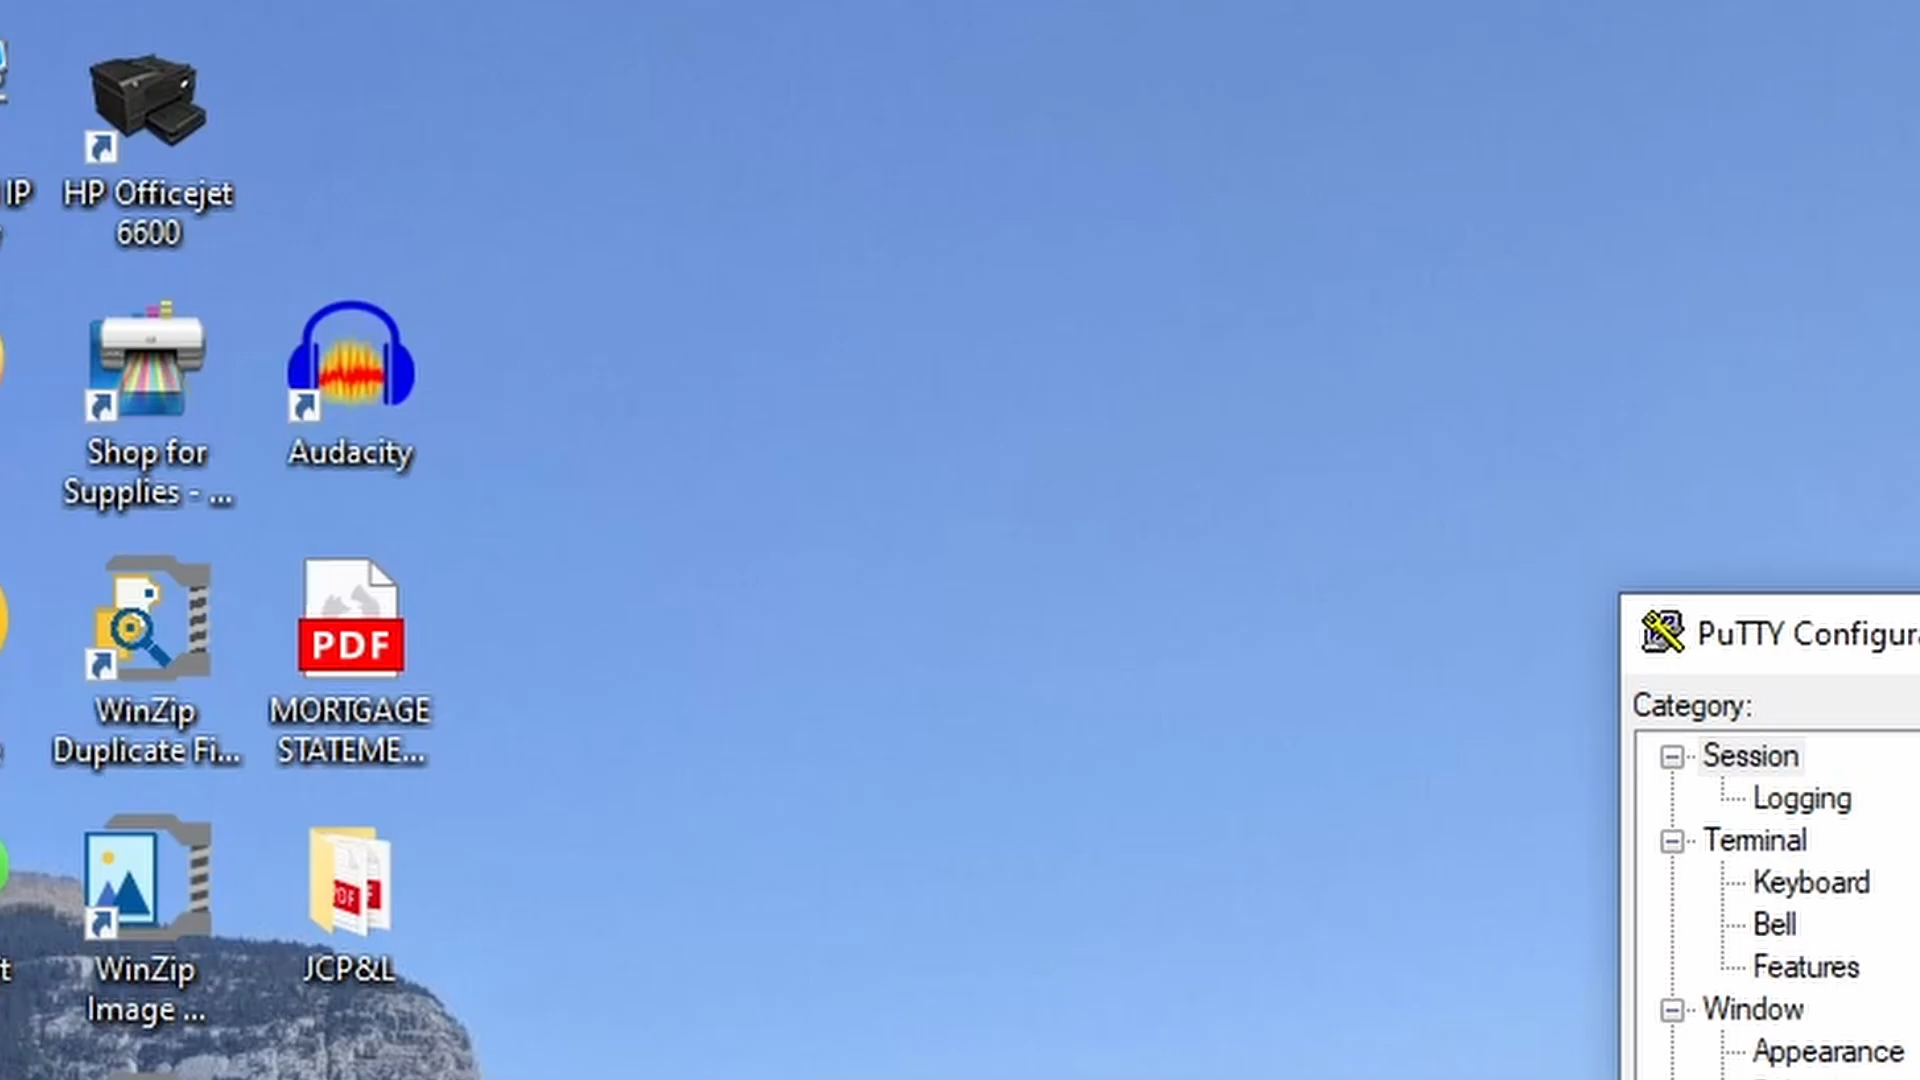 IP
HP Officejet
6600
Shop for
Supplies - ...
Audacity
WinZip
Duplicate Fi...
PDF
MORTGAGE
STATEME...
WinZip
Image ...
JCP&L
PuTTY Configur
Category:
Session
Logging
Terminal
Keyboard
Bell
Features
Window
Appearance